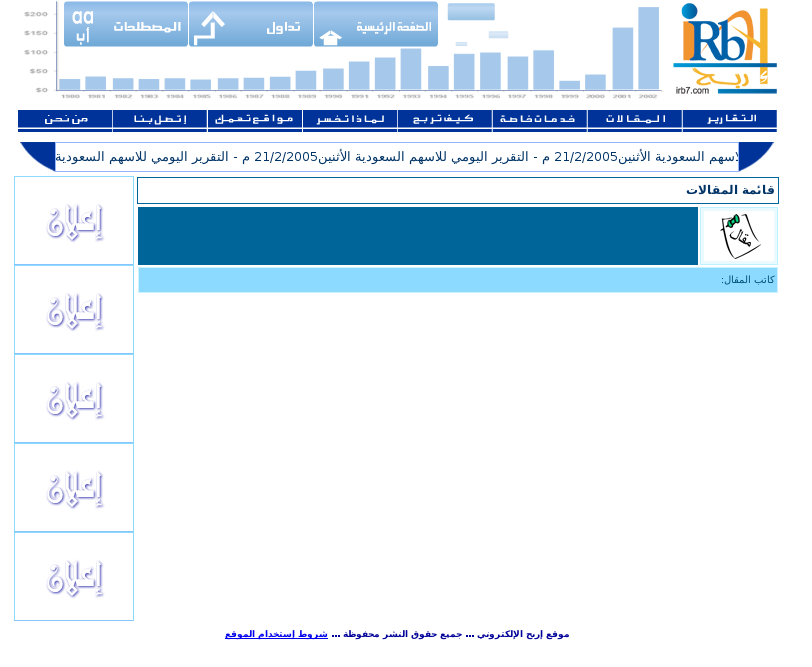 $200
$150
$100
$50
$0
1980 1981 1982 1983 1984 1985 1986 1987 1988 1989 1990 1991 1992 1993 1994 1995 1996 1997 1998 1999 2000 2001 2002
الصفحة الرئيسية
تداول
المصطلحات
aa
أب
iRb7
إربح
irb7.com
التقارير
المقالات
خدمات خاصة
كيف تربح
لماذا تخسر
مواقع تهمك
إتصل بنا
من نحن
لاسهم السعودية الأثنين21/2/2005 م - التقرير اليومي للاسهم السعودية الأثنين21/2/2005 م - التقرير اليومي للاسهم السعودية
قائمة المقالات
مقال
كاتب المقال:
إعلان
إعلان
إعلان
إعلان
إعلان
موقع إربح الإلكتروني ... جميع حقوق النشر محفوظة ... شروط إستخدام الموقع